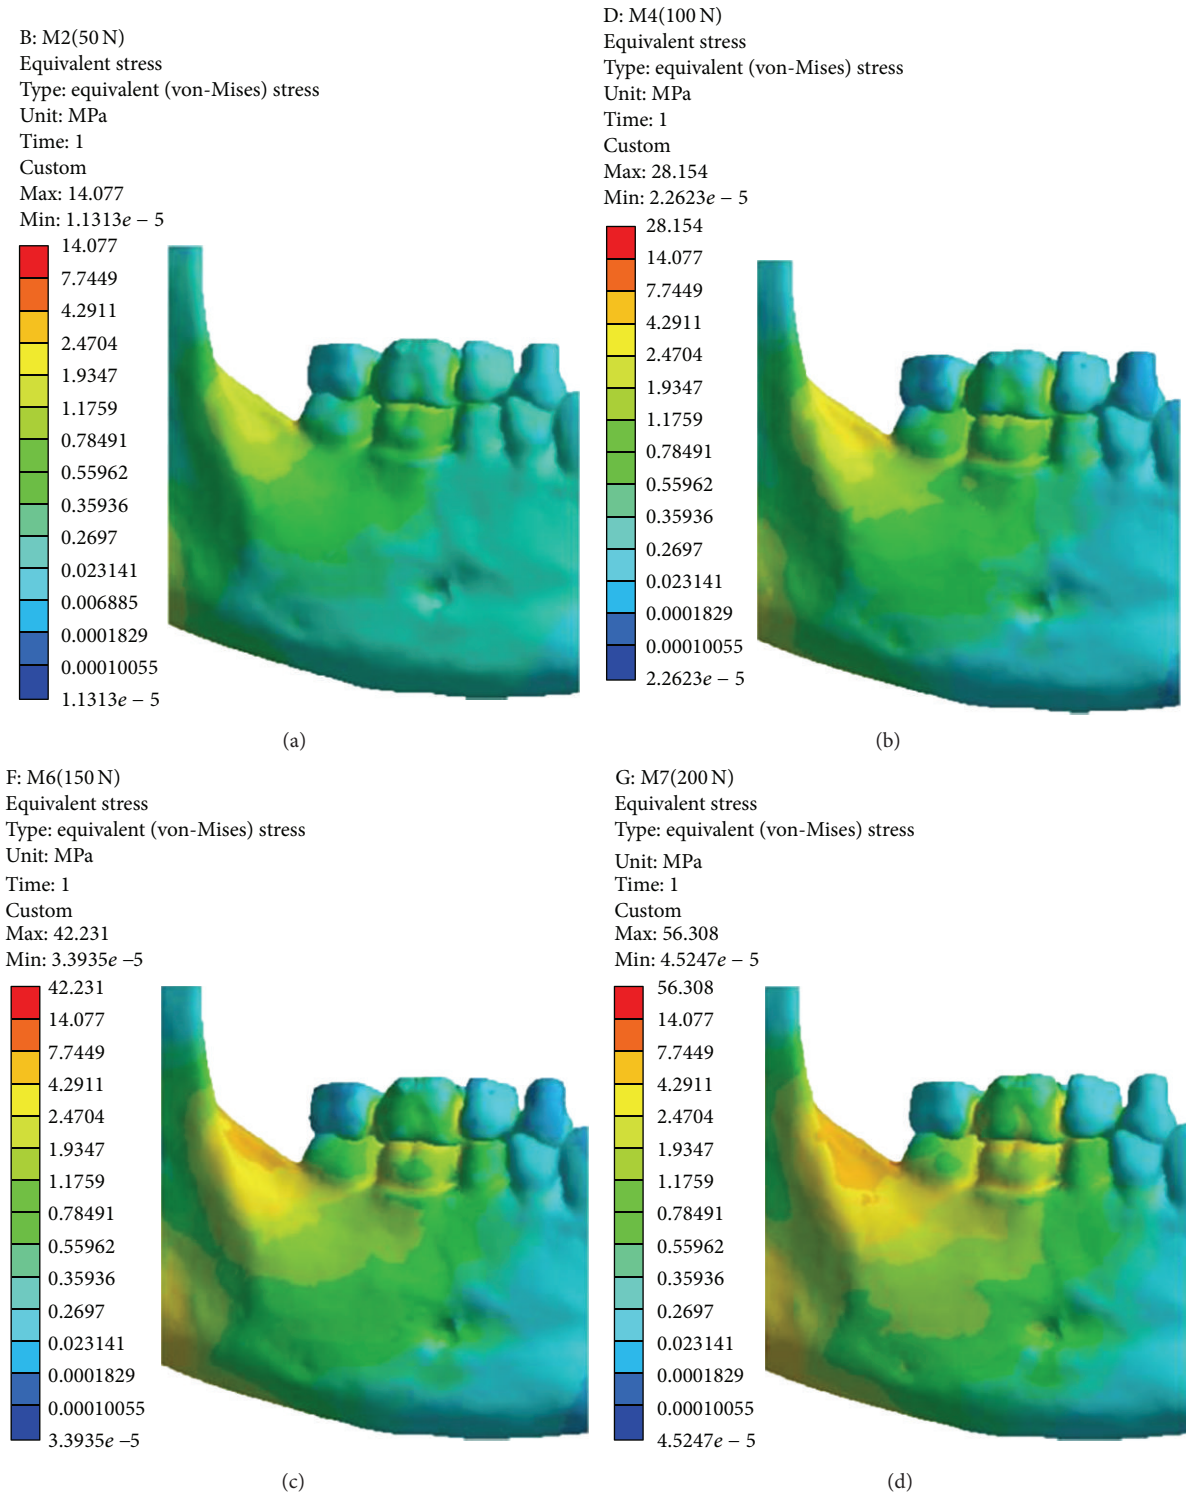 B: M2(50 N)
Equivalent stress
Type: equivalent (von-Mises) stress
Unit: MPa
Time: 1
Custom
Max: 14.077
Min: 1.1313e − 5
14.077
7.7449
4.2911
2.4704
1.9347
1.1759
0.78491
0.55962
0.35936
0.2697
0.023141
0.006885
0.0001829
0.00010055
1.1313e − 5
(a)
D: M4(100 N)
Equivalent stress
Type: equivalent (von-Mises) stress
Unit: MPa
Time: 1
Custom
Max: 28.154
Min: 2.2623e − 5
28.154
14.077
7.7449
4.2911
2.4704
1.9347
1.1759
0.78491
0.55962
0.35936
0.2697
0.023141
0.0001829
0.00010055
2.2623e − 5
(b)
F: M6(150 N)
Equivalent stress
Type: equivalent (von-Mises) stress
Unit: MPa
Time: 1
Custom
Max: 42.231
Min: 3.3935e −5
42.231
14.077
7.7449
4.2911
2.4704
1.9347
1.1759
0.78491
0.55962
0.35936
0.2697
0.023141
0.0001829
0.00010055
3.3935e −5
(c)
G: M7(200 N)
Equivalent stress
Type: equivalent (von-Mises) stress
Unit: MPa
Time: 1
Custom
Max: 56.308
Min: 4.5247e − 5
56.308
14.077
7.7449
4.2911
2.4704
1.9347
1.1759
0.78491
0.55962
0.35936
0.2697
0.023141
0.0001829
0.00010055
4.5247e − 5
(d)